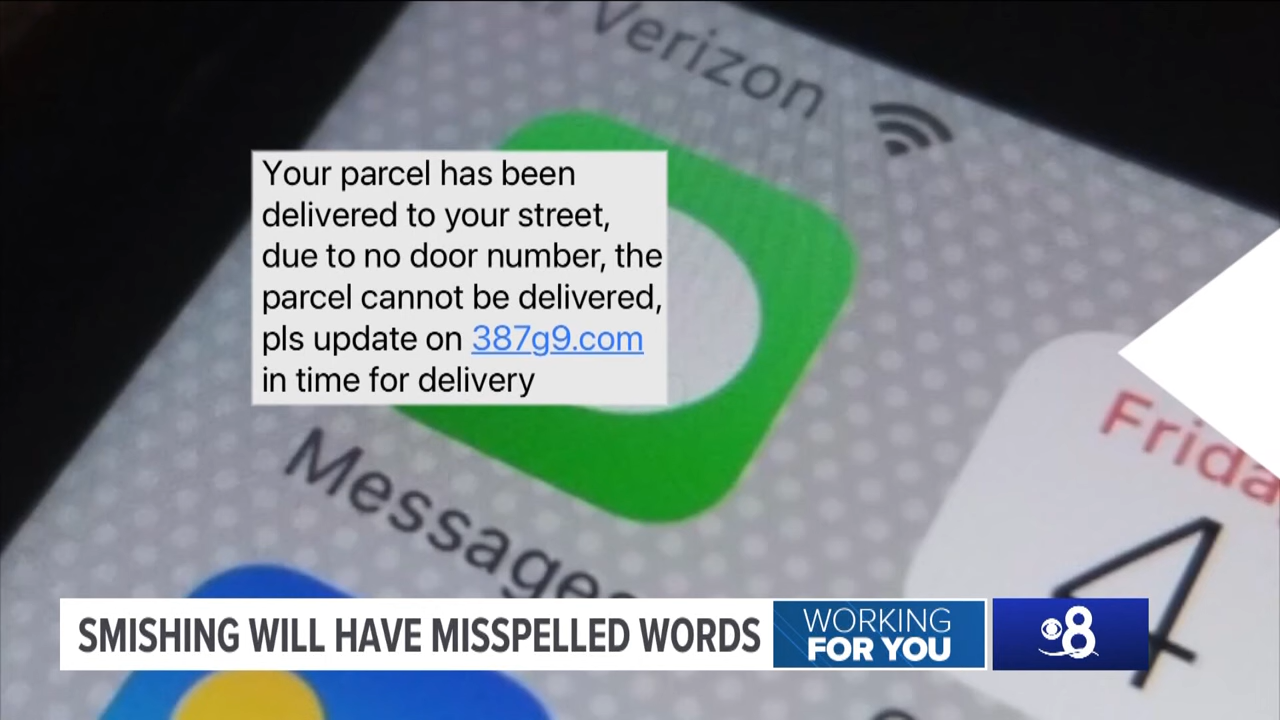 Verizon
Your parcel has been
delivered to your street,
due to no door number, the
parcel cannot be delivered,
pls update on 387g9.com
in time for delivery
Messages
Frida
4
SMISHING WILL HAVE MISSPELLED WORDS
WORKING
FOR YOU
8